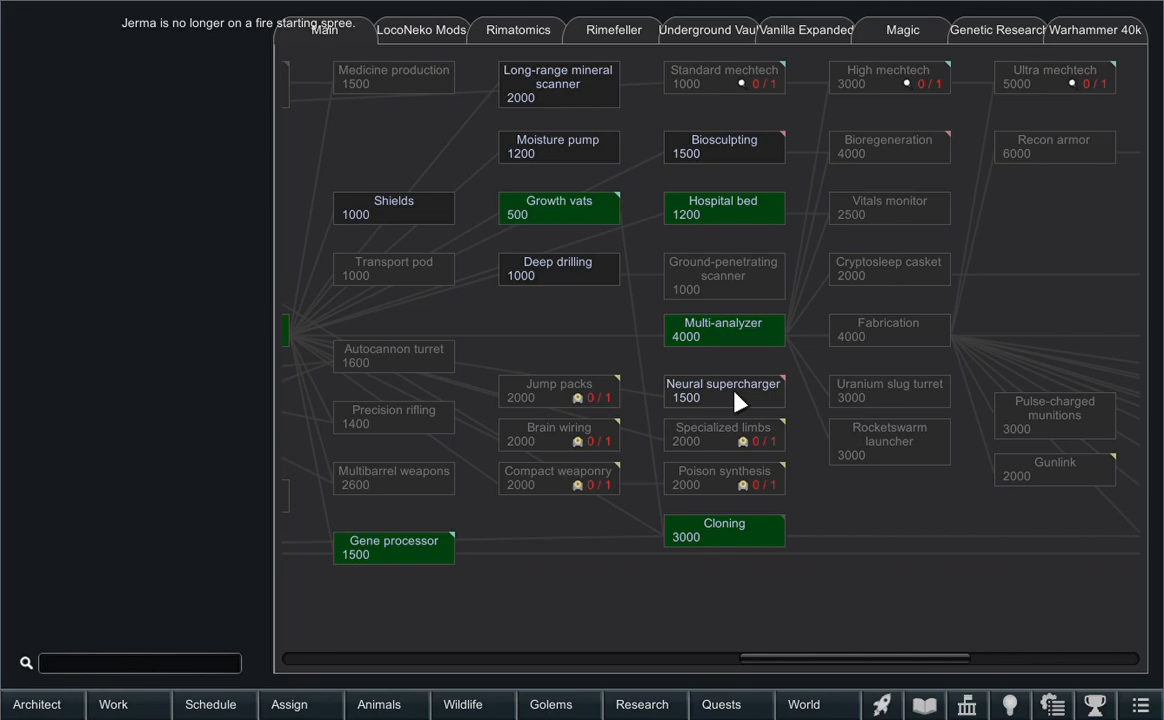 Jerma is no longer on a fire starting spree.
Main
LocoNeko Mods
Rimatomics
Rimefeller
Underground Vau
Vanilla Expanded
Magic
Genetic Research
Warhammer 40k
Medicine production
1500
Long-range mineral
scanner
2000
Standard mechtech
1000
0 / 1
High mechtech
3000
0 / 1
Ultra mechtech
5000
0 / 1
Moisture pump
1200
Biosculpting
1500
Bioregeneration
4000
Recon armor
6000
Shields
1000
Growth vats
500
Hospital bed
1200
Vitals monitor
2500
Transport pod
1000
Deep drilling
1000
Ground-penetrating
scanner
1000
Cryptosleep casket
2000
Multi-analyzer
4000
Fabrication
4000
Autocannon turret
1600
Jump packs
2000
0 / 1
Neural supercharger
1500
Uranium slug turret
3000
Pulse-charged
munitions
3000
Precision rifling
1400
Brain wiring
2000
0 / 1
Specialized limbs
2000
0 / 1
Rocketswarm
launcher
3000
Multibarrel weapons
2600
Compact weaponry
2000
0 / 1
Poison synthesis
2000
0 / 1
Gunlink
2000
Gene processor
1500
Cloning
3000
Architect
Work
Schedule
Assign
Animals
Wildlife
Golems
Research
Quests
World